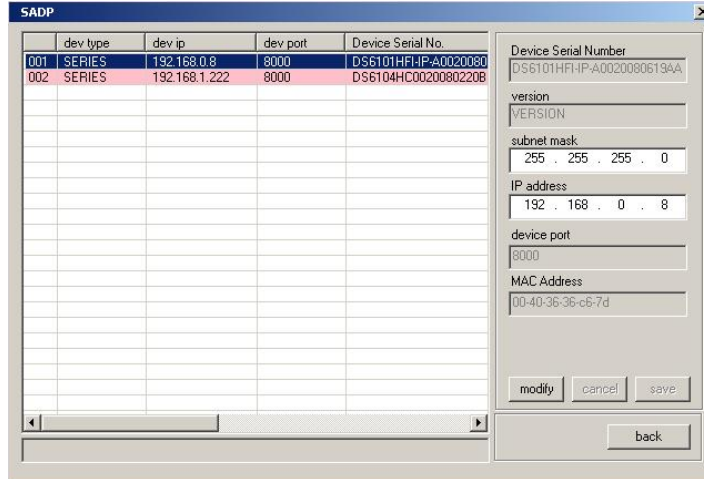 SADP
dev type dev ip dev port Device Serial No.
001 SERIES 192.168.0.8 8000 DS6101HFI-IP-A0020080
002 SERIES 192.168.1.222 8000 DS6104HC0020080220B
Device Serial Number
DS6101HFI-IP-A0020080619AA
version
VERSION
subnet mask
255 . 255 . 255 . 0
IP address
192 . 168 . 0 . 8
device port
8000
MAC Address
00-40-36-36-c6-7d
modify cancel save
back